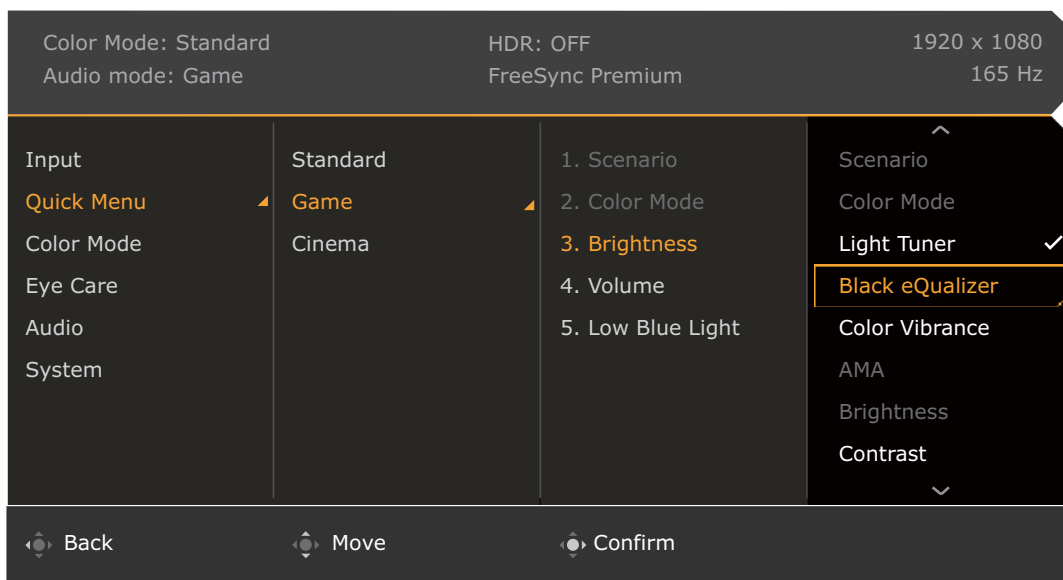 Color Mode: Standard
Audio mode: Game
HDR: OFF
FreeSync Premium
1920 x 1080
165 Hz
Input
Quick Menu
Color Mode
Eye Care
Audio
System
Standard
Game
Cinema
1. Scenario
2. Color Mode
3. Brightness
4. Volume
5. Low Blue Light
Scenario
Color Mode
Light Tuner
Black eQualizer
Color Vibrance
AMA
Brightness
Contrast
Back
Move
Confirm